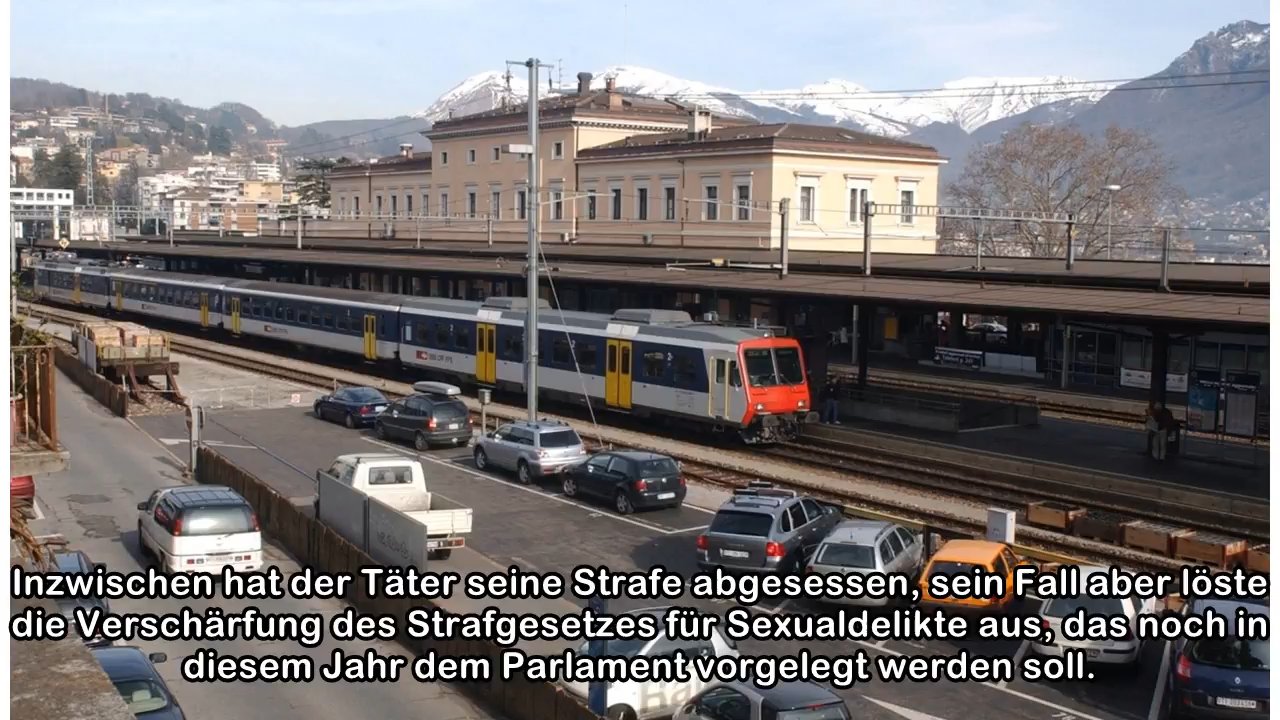 Inzwischen hat der Täter seine Strafe abgesessen, sein Fall aber löste
die Verschärfung des Strafgesetzes für Sexualdelikte aus, das noch in
diesem Jahr dem Parlament vorgelegt werden soll.